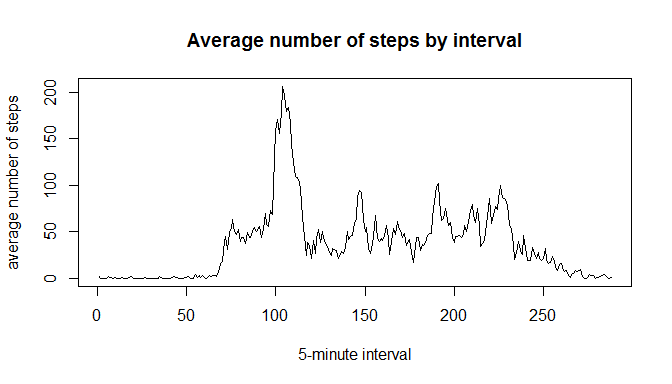 Average number of steps by interval
average number of steps
200
150
100
50
0
0 50 100 150 200 250
5-minute interval